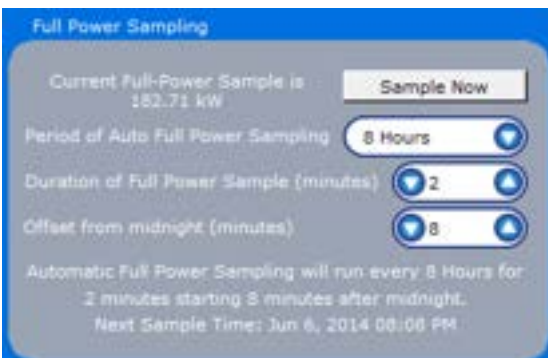 Full Power Sampling
Current Full-Power Sample is
182.71 kW
Sample Now
Period of Auto Full Power Sampling
8 Hours
Duration of Full Power Sample (minutes)
2
Offset from midnight (minutes)
8
Automatic Full Power Sampling will run every 8 Hours for
2 minutes starting 8 minutes after midnight.
Next Sample Time: Jun 6, 2014 08:08 PM